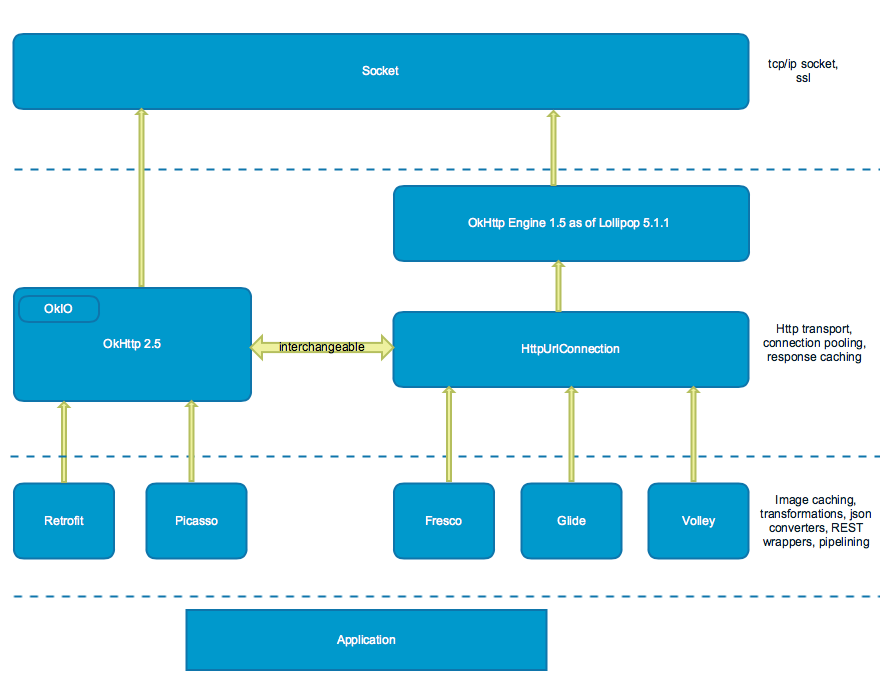 Socket
tcp/ip socket,
ssl
OkHttp Engine 1.5 as of Lollipop 5.1.1
OkIO
OkHttp 2.5
interchangeable
HttpUrlConnection
Http transport,
connection pooling,
response caching
Retrofit
Picasso
Fresco
Glide
Volley
Image caching,
transformations, json
converters, REST
wrappers, pipelining
Application